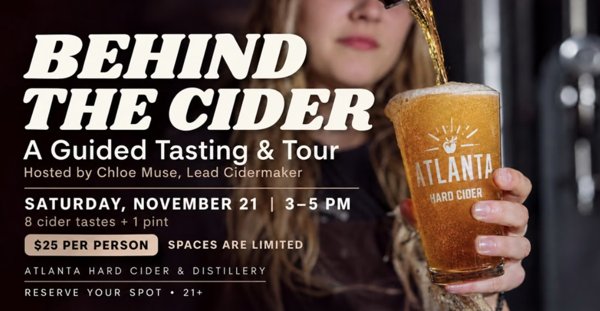 BEHIND
THE CIDER
A Guided Tasting & Tour
Hosted by Chloe Muse, Lead Cidermaker
SATURDAY, NOVEMBER 21 | 3–5 PM
8 cider tastes + 1 pint
$25 PER PERSON SPACES ARE LIMITED
ATLANTA HARD CIDER & DISTILLERY
RESERVE YOUR SPOT • 21+
ATLANTA
HARD CIDER